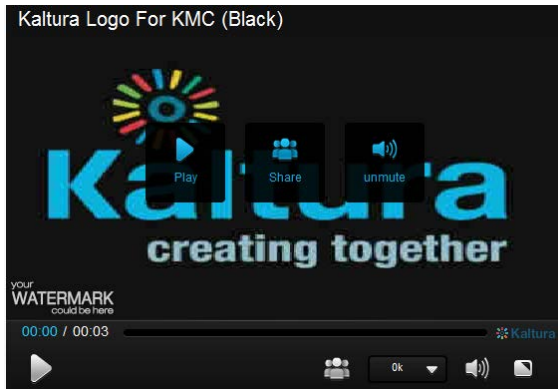 Kaltura Logo For KMC (Black)
Play
Share
unmute
Kaltura
creating together
your
WATERMARK
could be here
00:00 / 00:03
Kaltura
0k